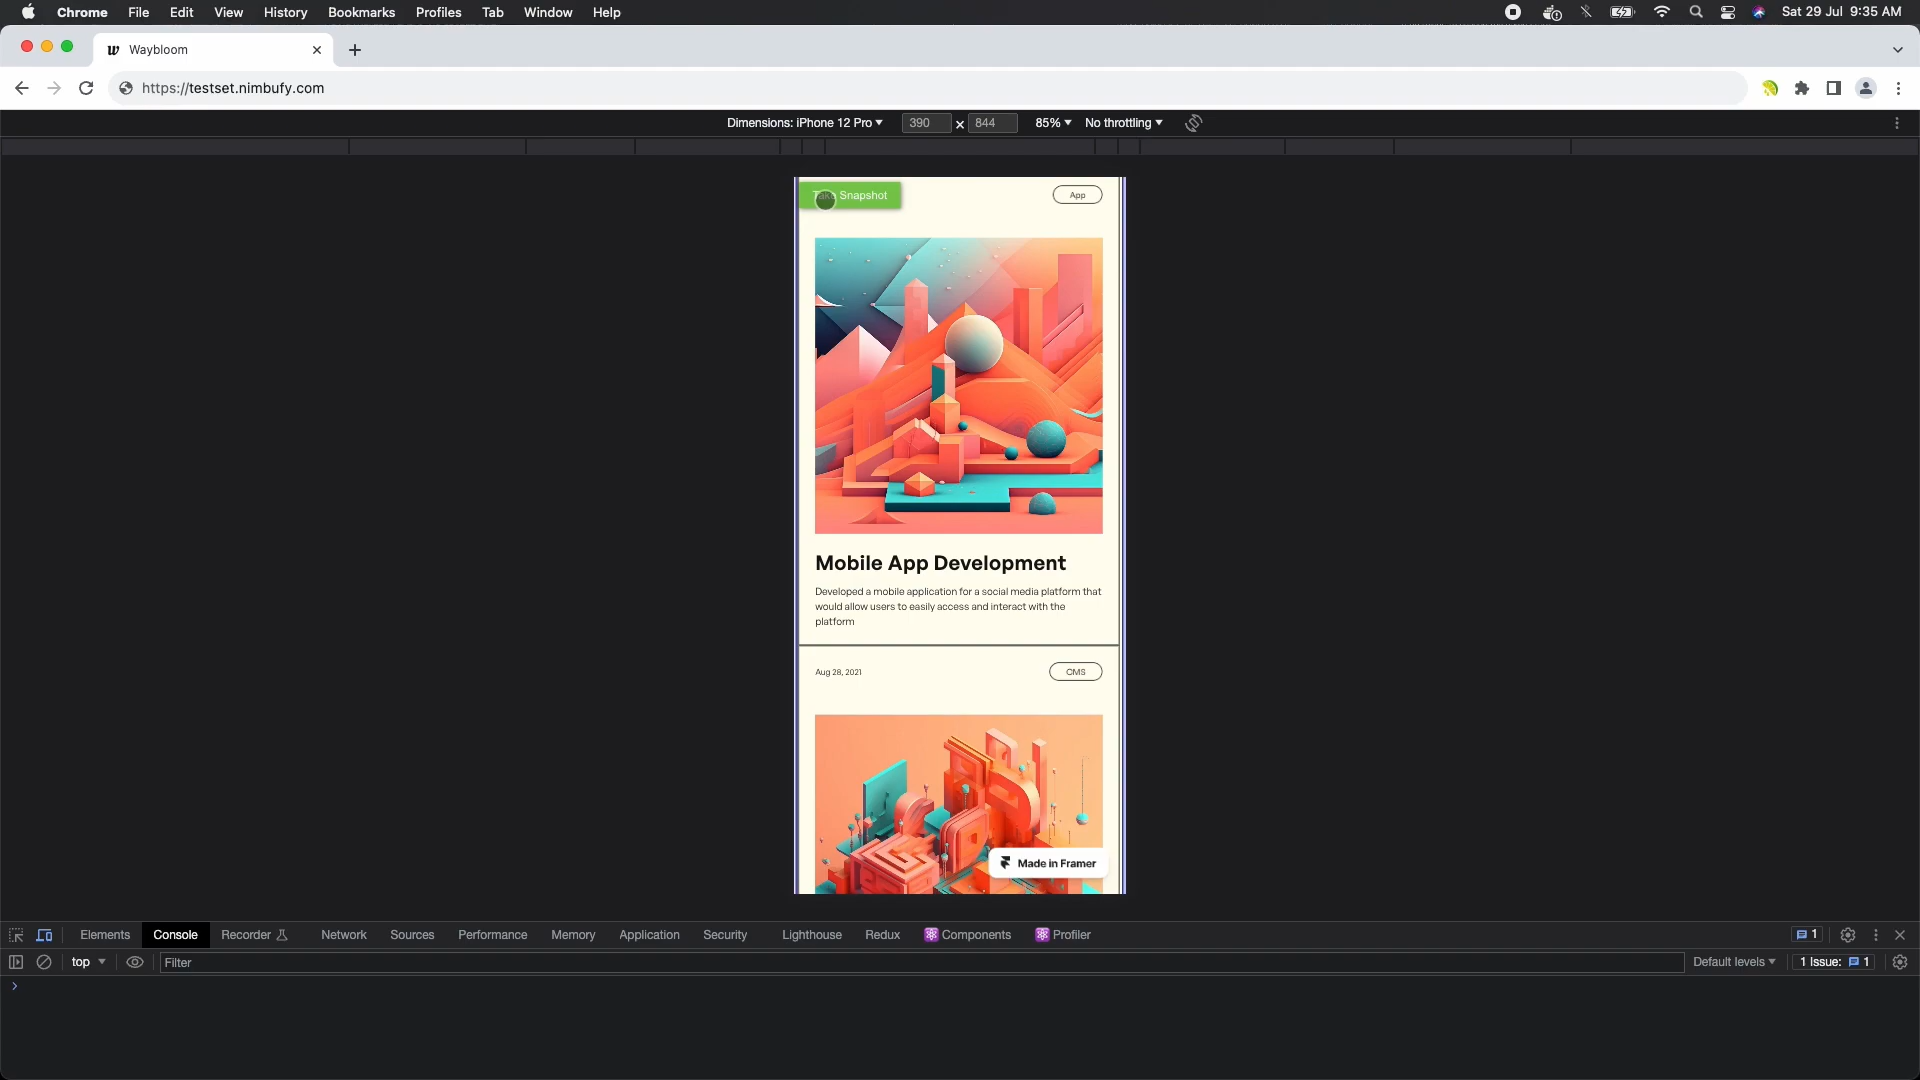 Chrome File Edit View History Bookmarks Profiles Tab Window Help Sat 29 Jul 9:35 AM
Waybloom
https://testset.nimbufy.com
Dimensions: iPhone 12 Pro 390 x 844 85% No throttling
Take Snapshot App
Mobile App Development
Developed a mobile application for a social media platform that
would allow users to easily access and interact with the
platform
Aug 28, 2021 CMS
Made in Framer
Elements Console Recorder Network Sources Performance Memory Application Security Lighthouse Redux Components Profiler 1
top Filter Default levels 1 Issue: 1